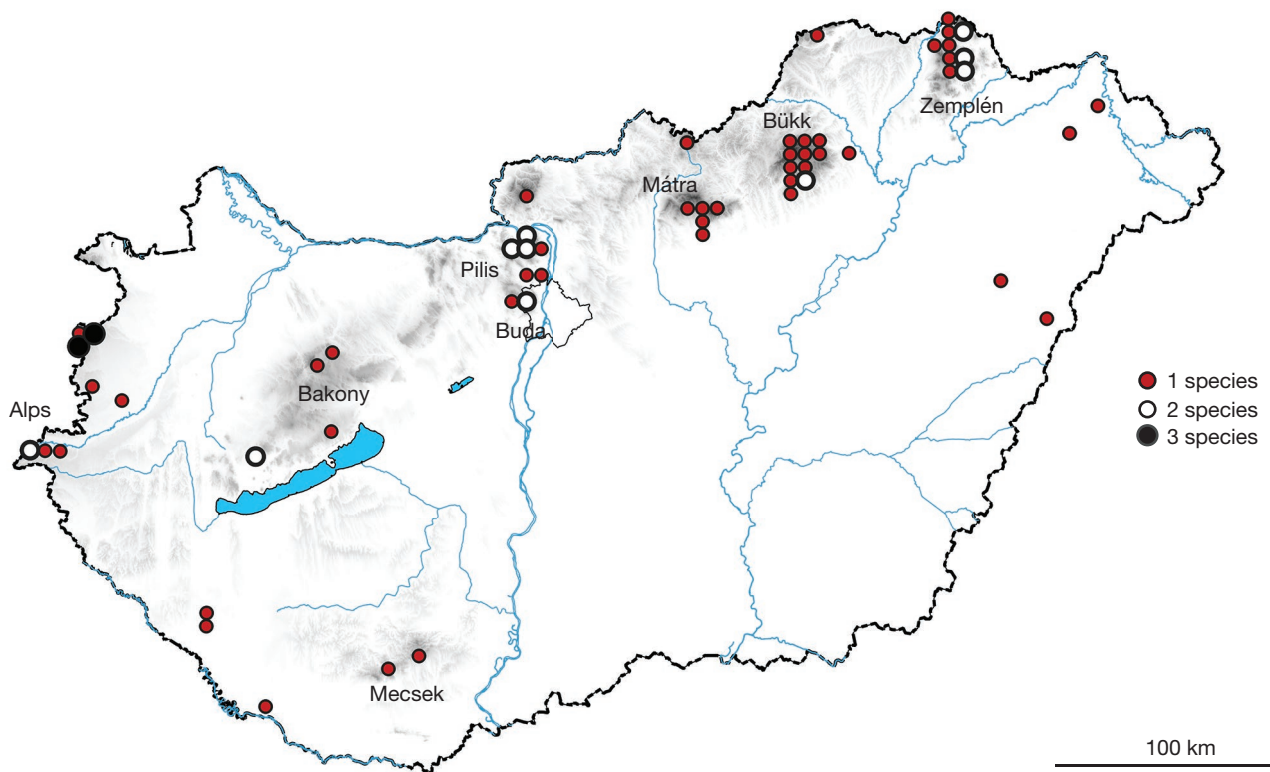 Zemplén
Bükk
Mátra
Pilis
Buda
Bakony
Alps
1 species
2 species
3 species
Mecsek
100 km